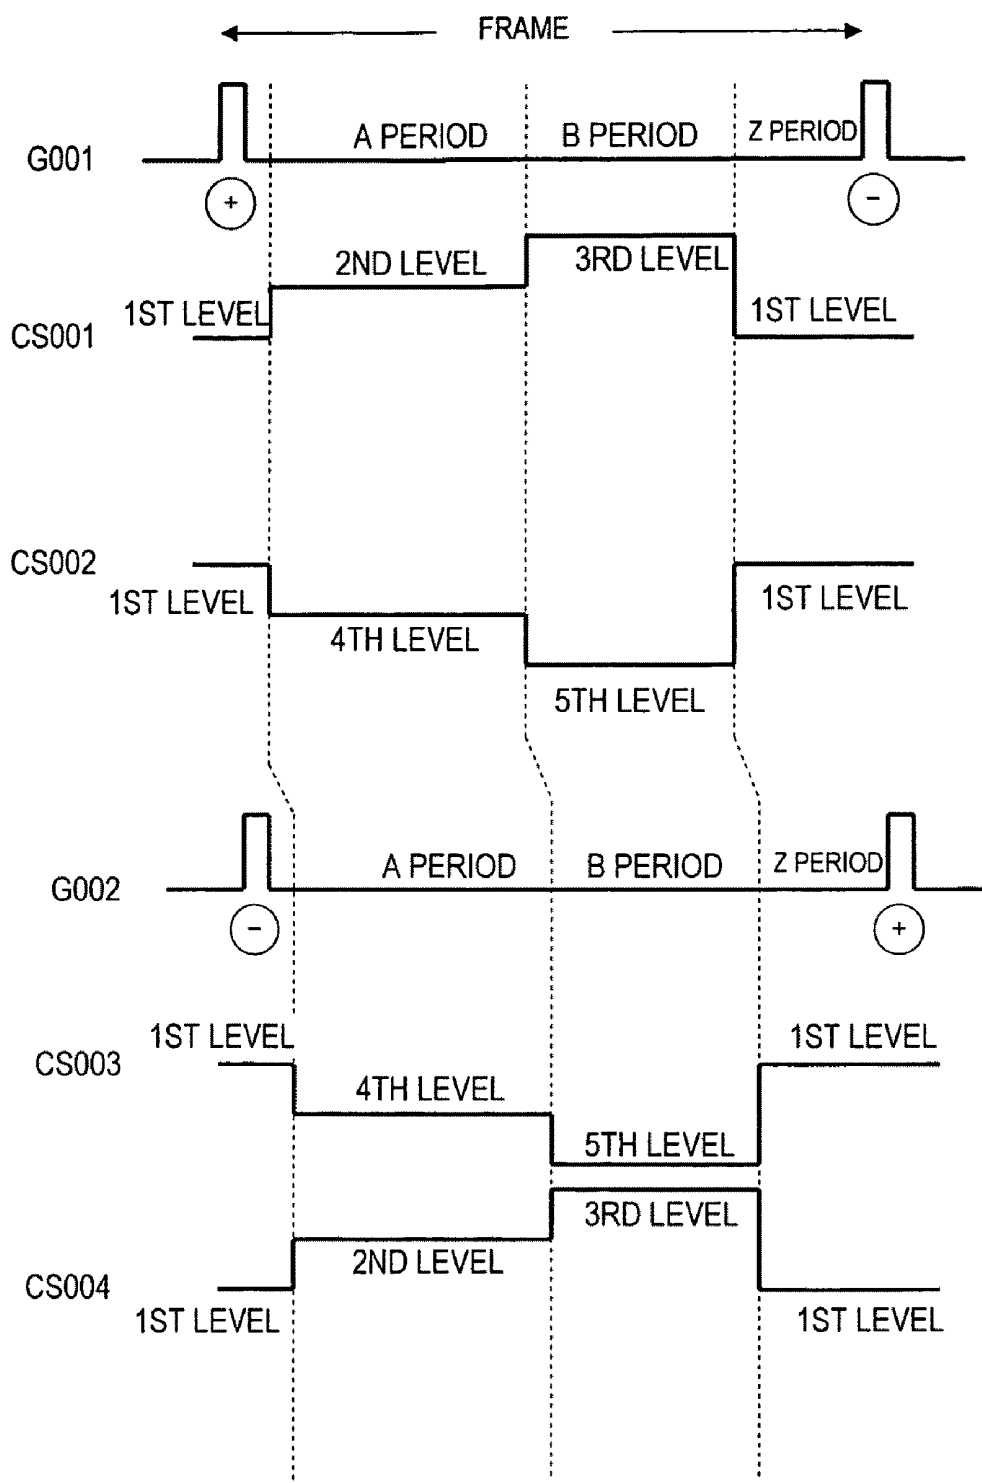 FRAME
A PERIOD B PERIOD Z PERIOD
G001
+ −
2ND LEVEL 3RD LEVEL
1ST LEVEL 1ST LEVEL
CS001
CS002
1ST LEVEL 1ST LEVEL
4TH LEVEL
5TH LEVEL
A PERIOD B PERIOD Z PERIOD
G002
− +
1ST LEVEL 1ST LEVEL
CS003
4TH LEVEL
5TH LEVEL
3RD LEVEL
2ND LEVEL
CS004
1ST LEVEL 1ST LEVEL